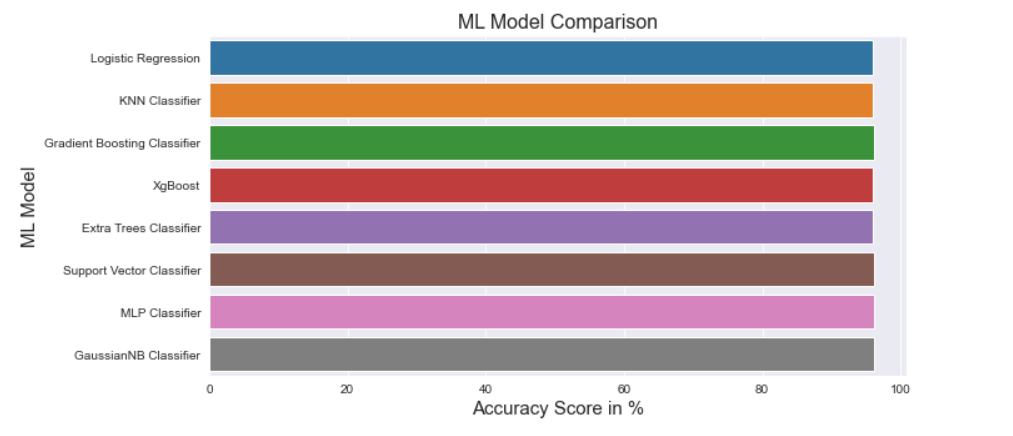 ML Model Comparison
ML Model
Logistic Regression
KNN Classifier
Gradient Boosting Classifier
XgBoost
Extra Trees Classifier
Support Vector Classifier
MLP Classifier
GaussianNB Classifier
0 20 40 60 80 100
Accuracy Score in %